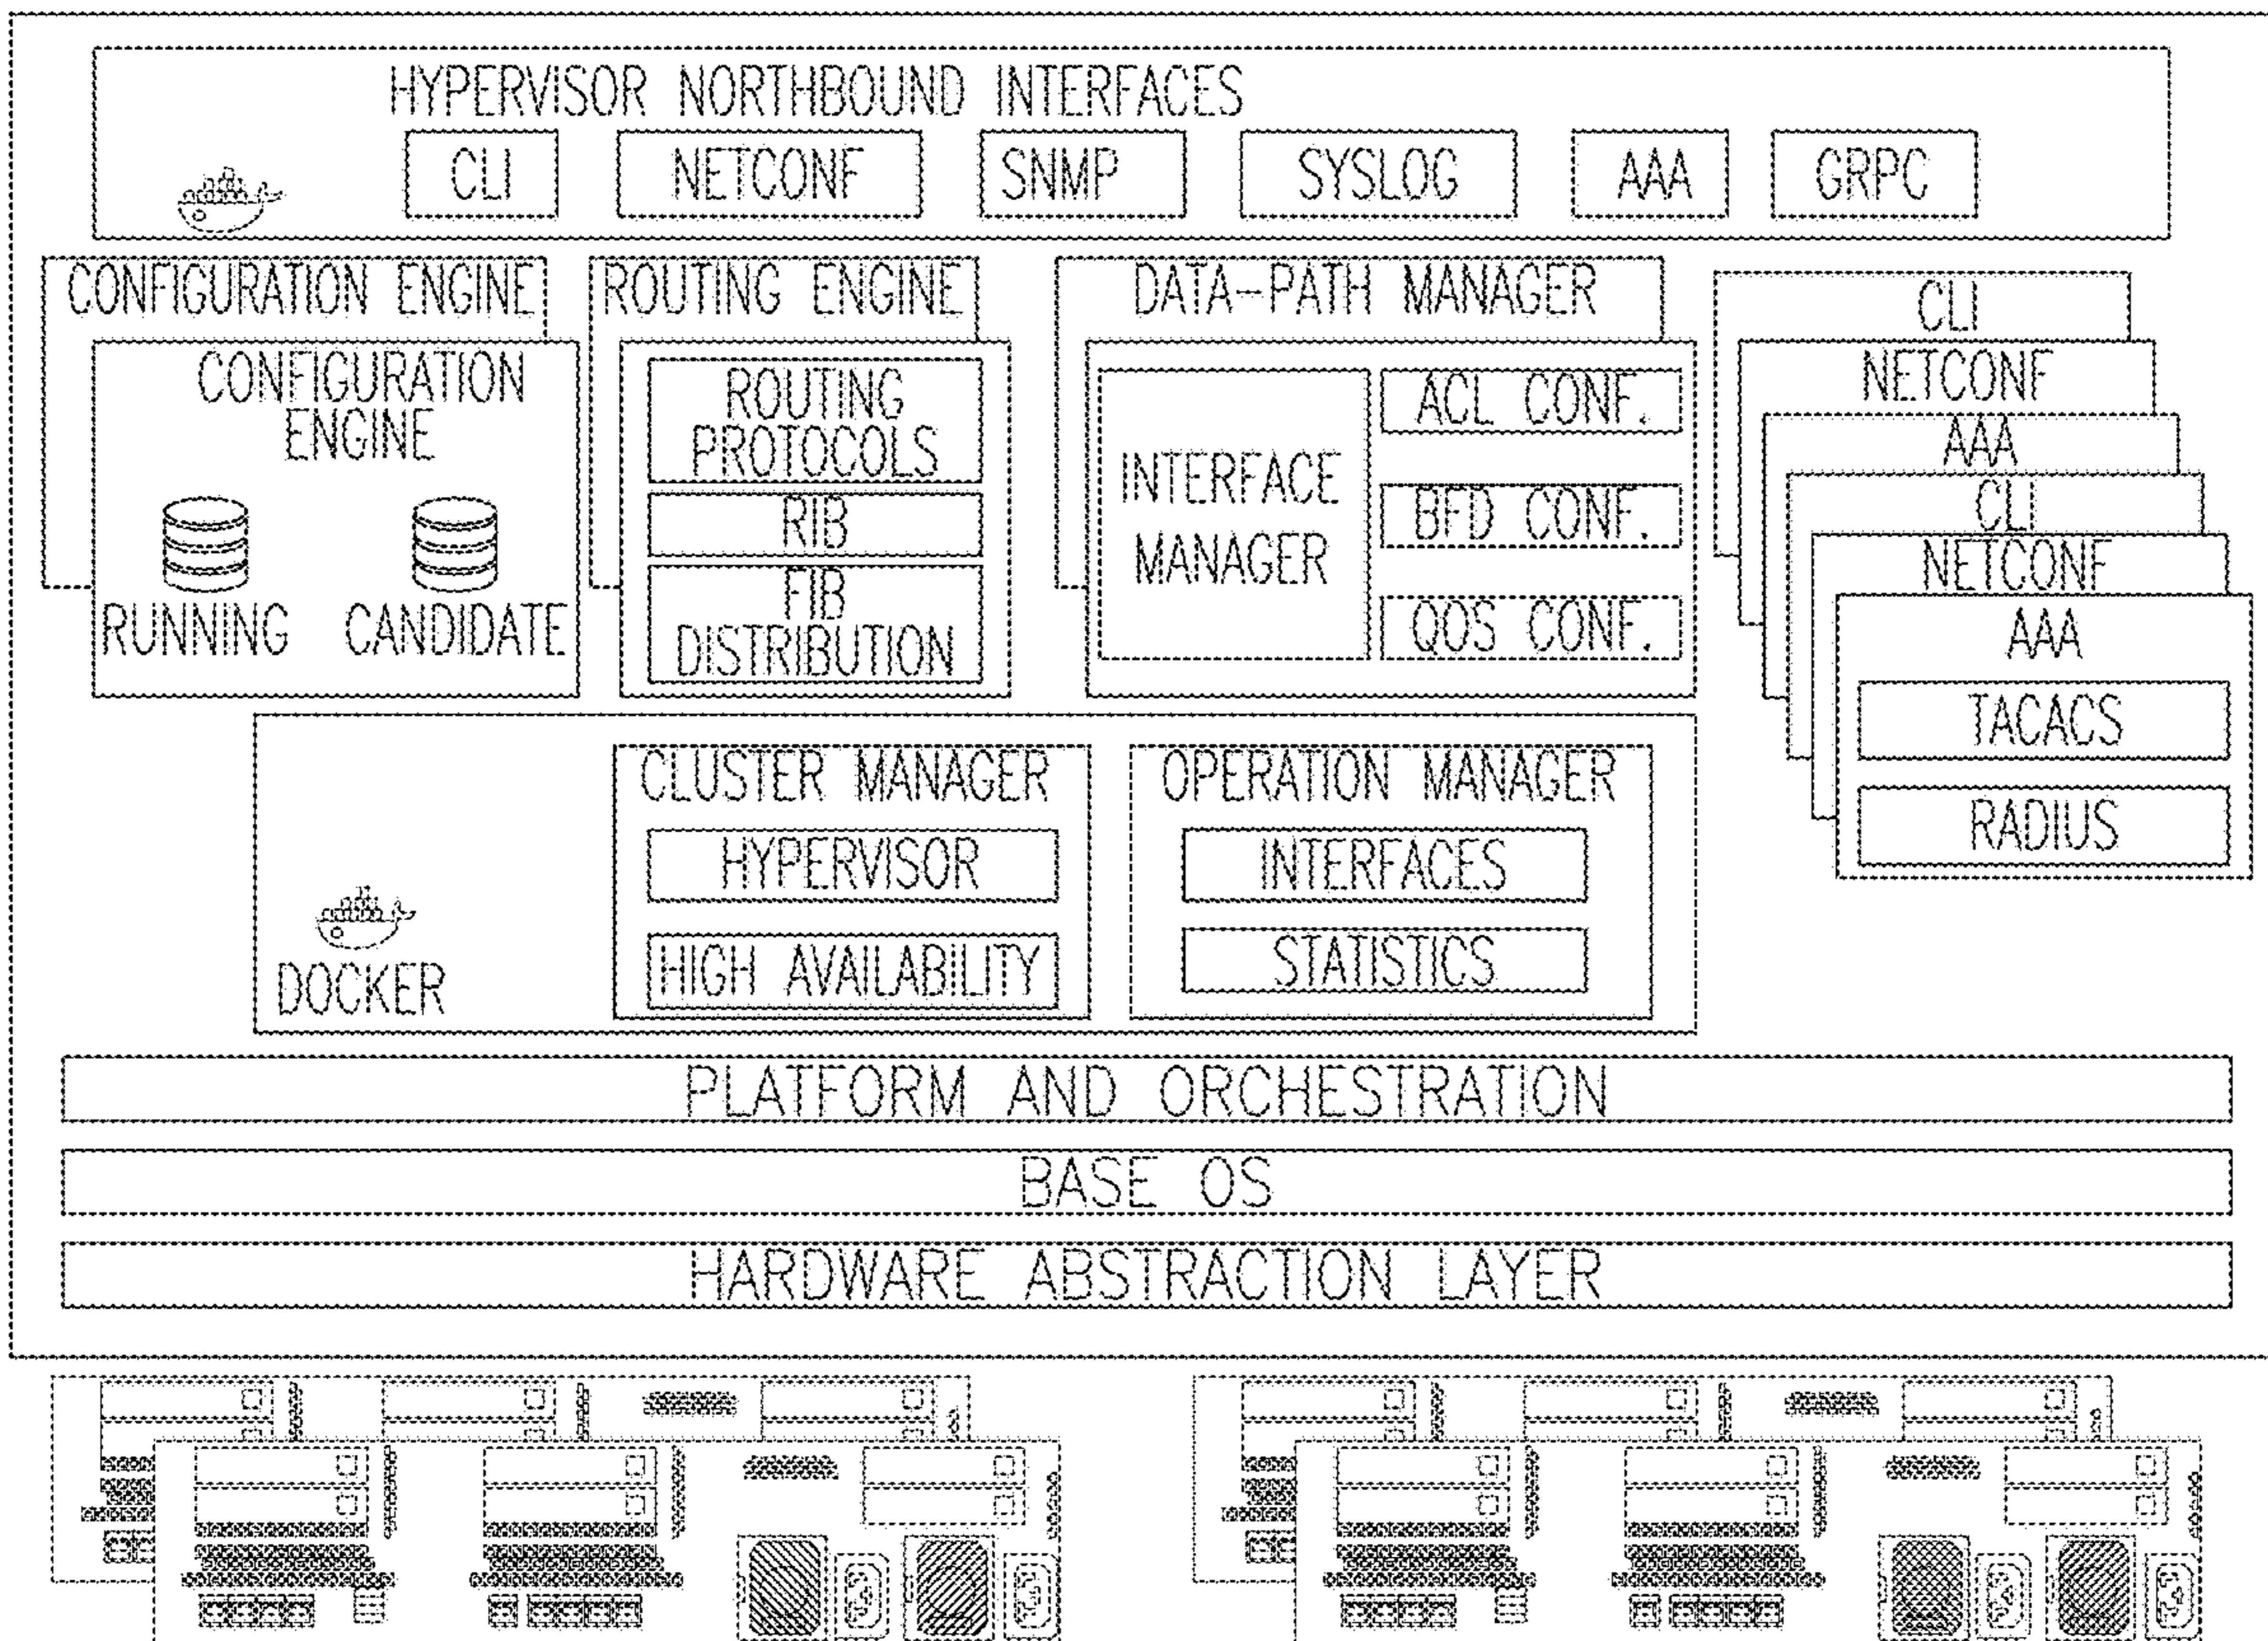 HYPERVISOR NORTHBOUND INTERFACES
CLI NETCONF SNMP SYSLOG AAA GRPC
CONFIGURATION ENGINE
CONFIGURATION
ENGINE
RUNNING CANDIDATE
ROUTING ENGINE
ROUTING
PROTOCOLS
RIB
FIB
DISTRIBUTION
DATA-PATH MANAGER
INTERFACE
MANAGER
ACL CONF.
BFD CONF.
QOS CONF.
CLI
NETCONF
AAA
CLI
NETCONF
AAA
TACACS
RADIUS
DOCKER
CLUSTER MANAGER
HYPERVISOR
HIGH AVAILABILITY
OPERATION MANAGER
INTERFACES
STATISTICS
PLATFORM AND ORCHESTRATION
BASE OS
HARDWARE ABSTRACTION LAYER